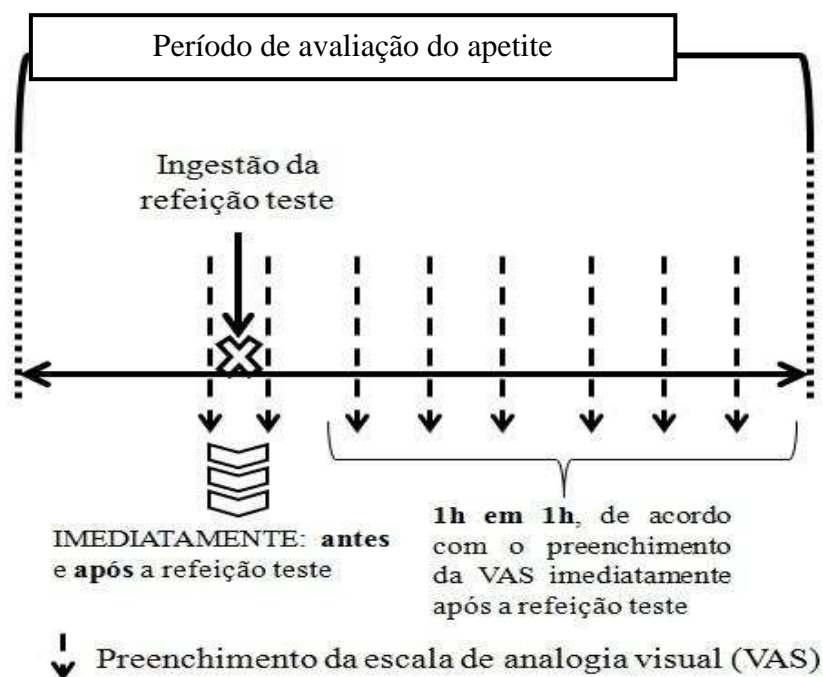 Período de avaliação do apetite
Ingestão da
refeição teste
IMEDIATAMENTE: antes
e após a refeição teste
1h em 1h, de acordo
com o preenchimento
da VAS imediatamente
após a refeição teste
Preenchimento da escala de analogia visual (VAS)